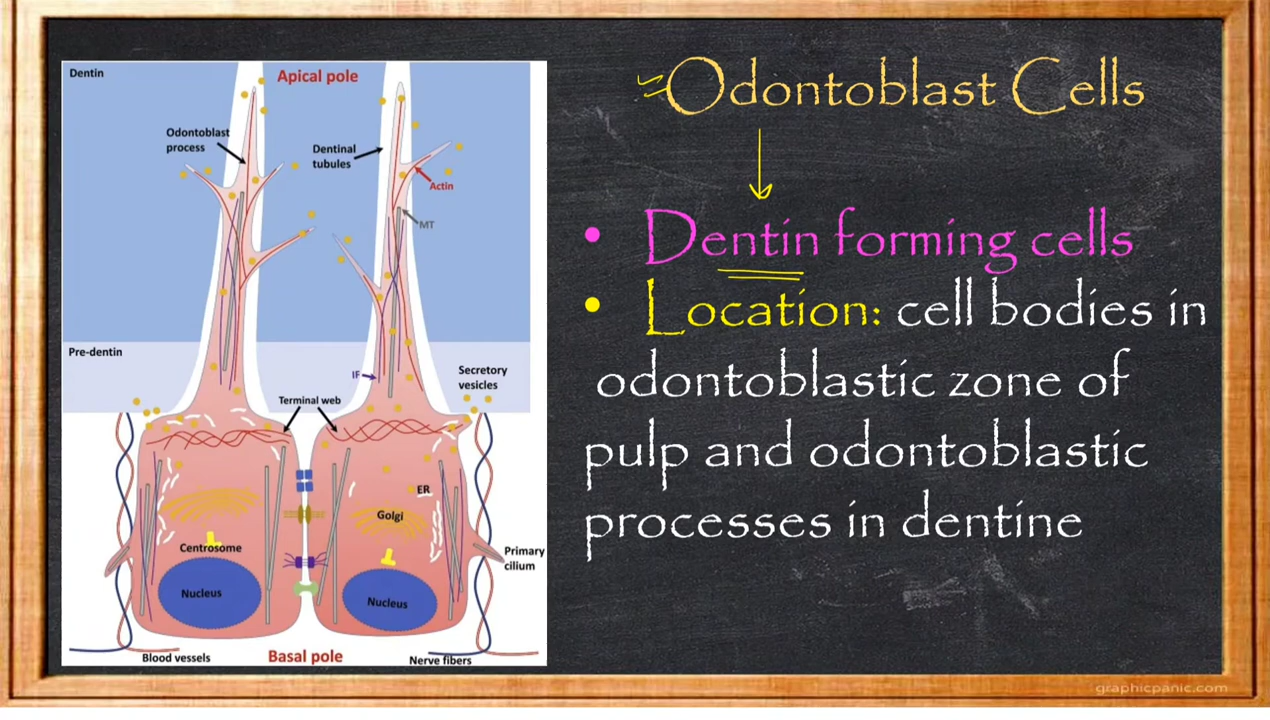 Dentin
Apical pole
Odontoblast
process
Dentinal
tubules
Actin
MT
Pre-dentin
IF
Secretory
vesicles
Terminal web
ER
Golgi
Centrosome
Primary
cilium
Nucleus
Nucleus
Blood vessels
Basal pole
Nerve fibers
Odontoblast Cells
• Dentin forming cells
• Location: cell bodies in
odontoblastic zone of
pulp and odontoblastic
processes in dentine
graphicpanic.com